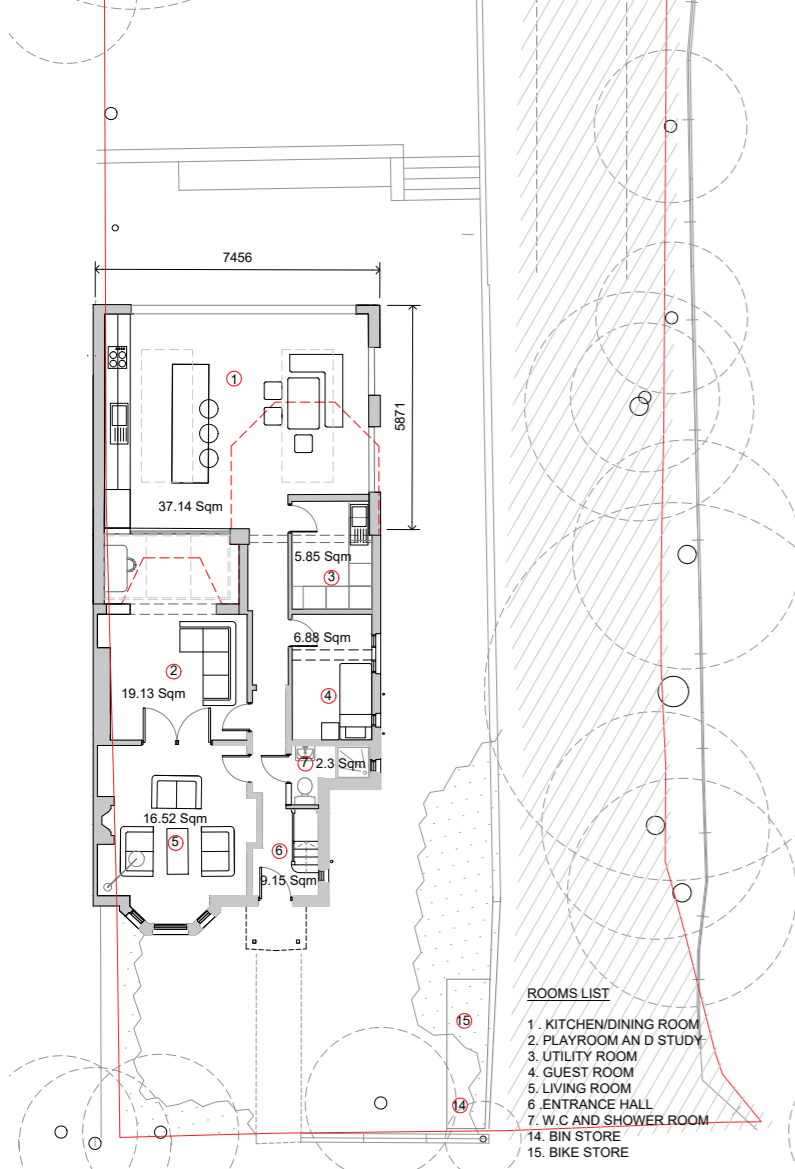 7456
1
5871
37.14 Sqm
5.85 Sqm
3
6.88 Sqm
2
19.13 Sqm
4
7 2.3 Sqm
16.52 Sqm
5
6
9.15 Sqm
ROOMS LIST
1 . KITCHEN/DINING ROOM
2. PLAYROOM AN D STUDY
3. UTILITY ROOM
4. GUEST ROOM
5. LIVING ROOM
6 .ENTRANCE HALL
7. W.C AND SHOWER ROOM
14. BIN STORE
15. BIKE STORE
15
14